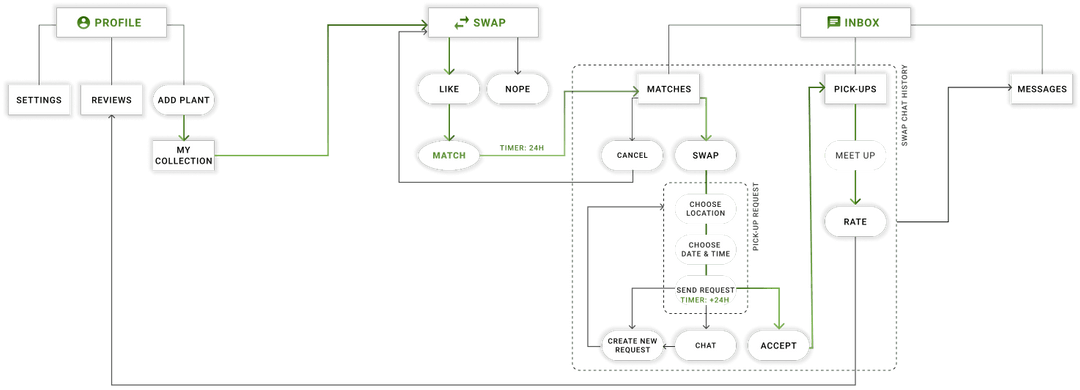 PROFILE
SWAP
INBOX
SETTINGS
REVIEWS
ADD PLANT
LIKE
NOPE
MATCHES
PICK-UPS
MESSAGES
SWAP CHAT HISTORY
MY
COLLECTION
MATCH
TIMER: 24H
CANCEL
SWAP
MEET UP
PICK-UP REQUEST
CHOOSE
LOCATION
RATE
CHOOSE
DATE & TIME
SEND REQUEST
TIMER: +24H
CREATE NEW
REQUEST
CHAT
ACCEPT